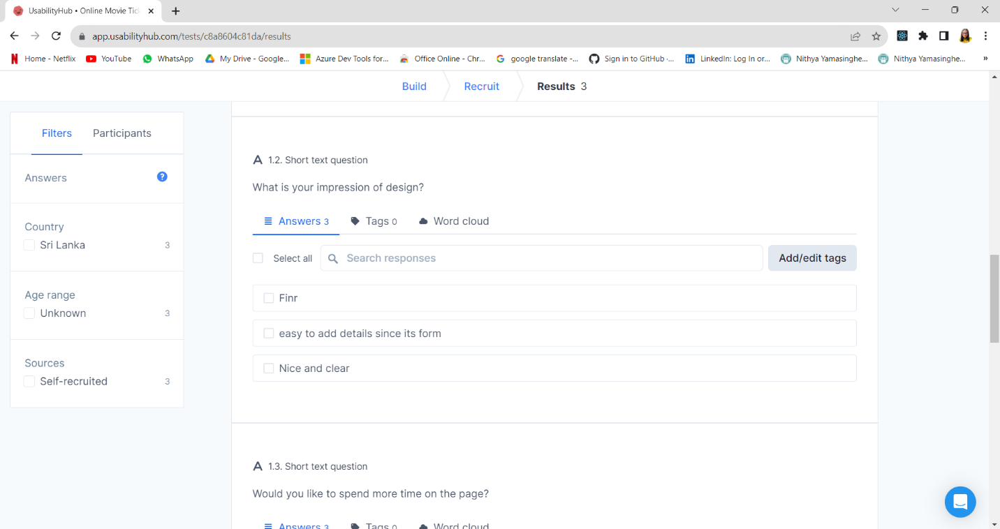 UsabilityHub • Online Movie Tic
app.usabilityhub.com/tests/c8a8604c81da/results
Home - Netflix YouTube WhatsApp My Drive - Google... Azure Dev Tools for... Office Online - Chr... google translate -... Sign in to GitHub ·... LinkedIn: Log In or... Nithya Yamasinghe... Nithya Yamasinghe... »
Build Recruit Results 3
Filters Participants
Answers ?
Country
Sri Lanka 3
Age range
Unknown 3
Sources
Self-recruited 3
A 1.2. Short text question
What is your impression of design?
Answers 3 Tags 0 Word cloud
Select all Search responses Add/edit tags
Finr
easy to add details since its form
Nice and clear
A 1.3. Short text question
Would you like to spend more time on the page?
Answers 3 Tags 0 Word cloud